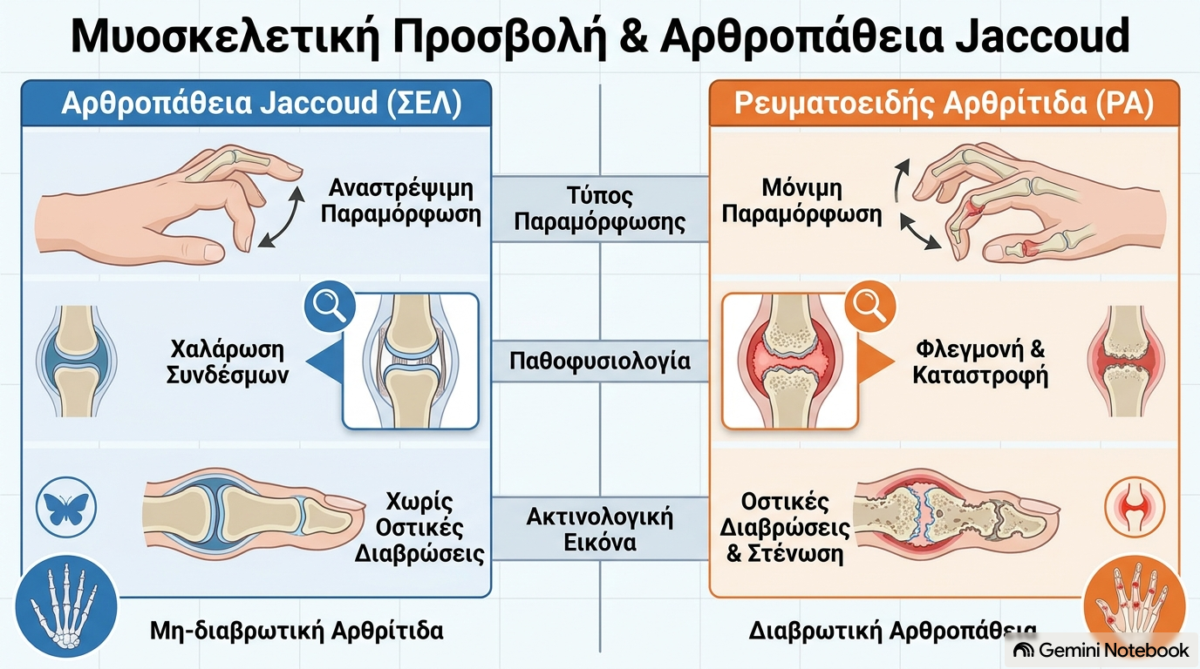 Μυοσκελετική Προσβολή & Αρθροπάθεια Jaccoud
Αρθροπάθεια Jaccoud (ΣΕΛ)
Ρευματοειδής Αρθρίτιδα (ΡΑ)
Αναστρέψιμη
Παραμόρφωση
Τύπος
Παραμόρφωσης
Μόνιμη
Παραμόρφωση
Χαλάρωση
Συνδέσμων
Παθοφυσιολογία
Φλεγμονή &
Καταστροφή
Χωρίς
Οστικές
Διαβρώσεις
Ακτινολογική
Εικόνα
Οστικές
Διαβρώσεις
& Στένωση
Μη-διαβρωτική Αρθρίτιδα
Διαβρωτική Αρθροπάθεια
Gemini Notebook